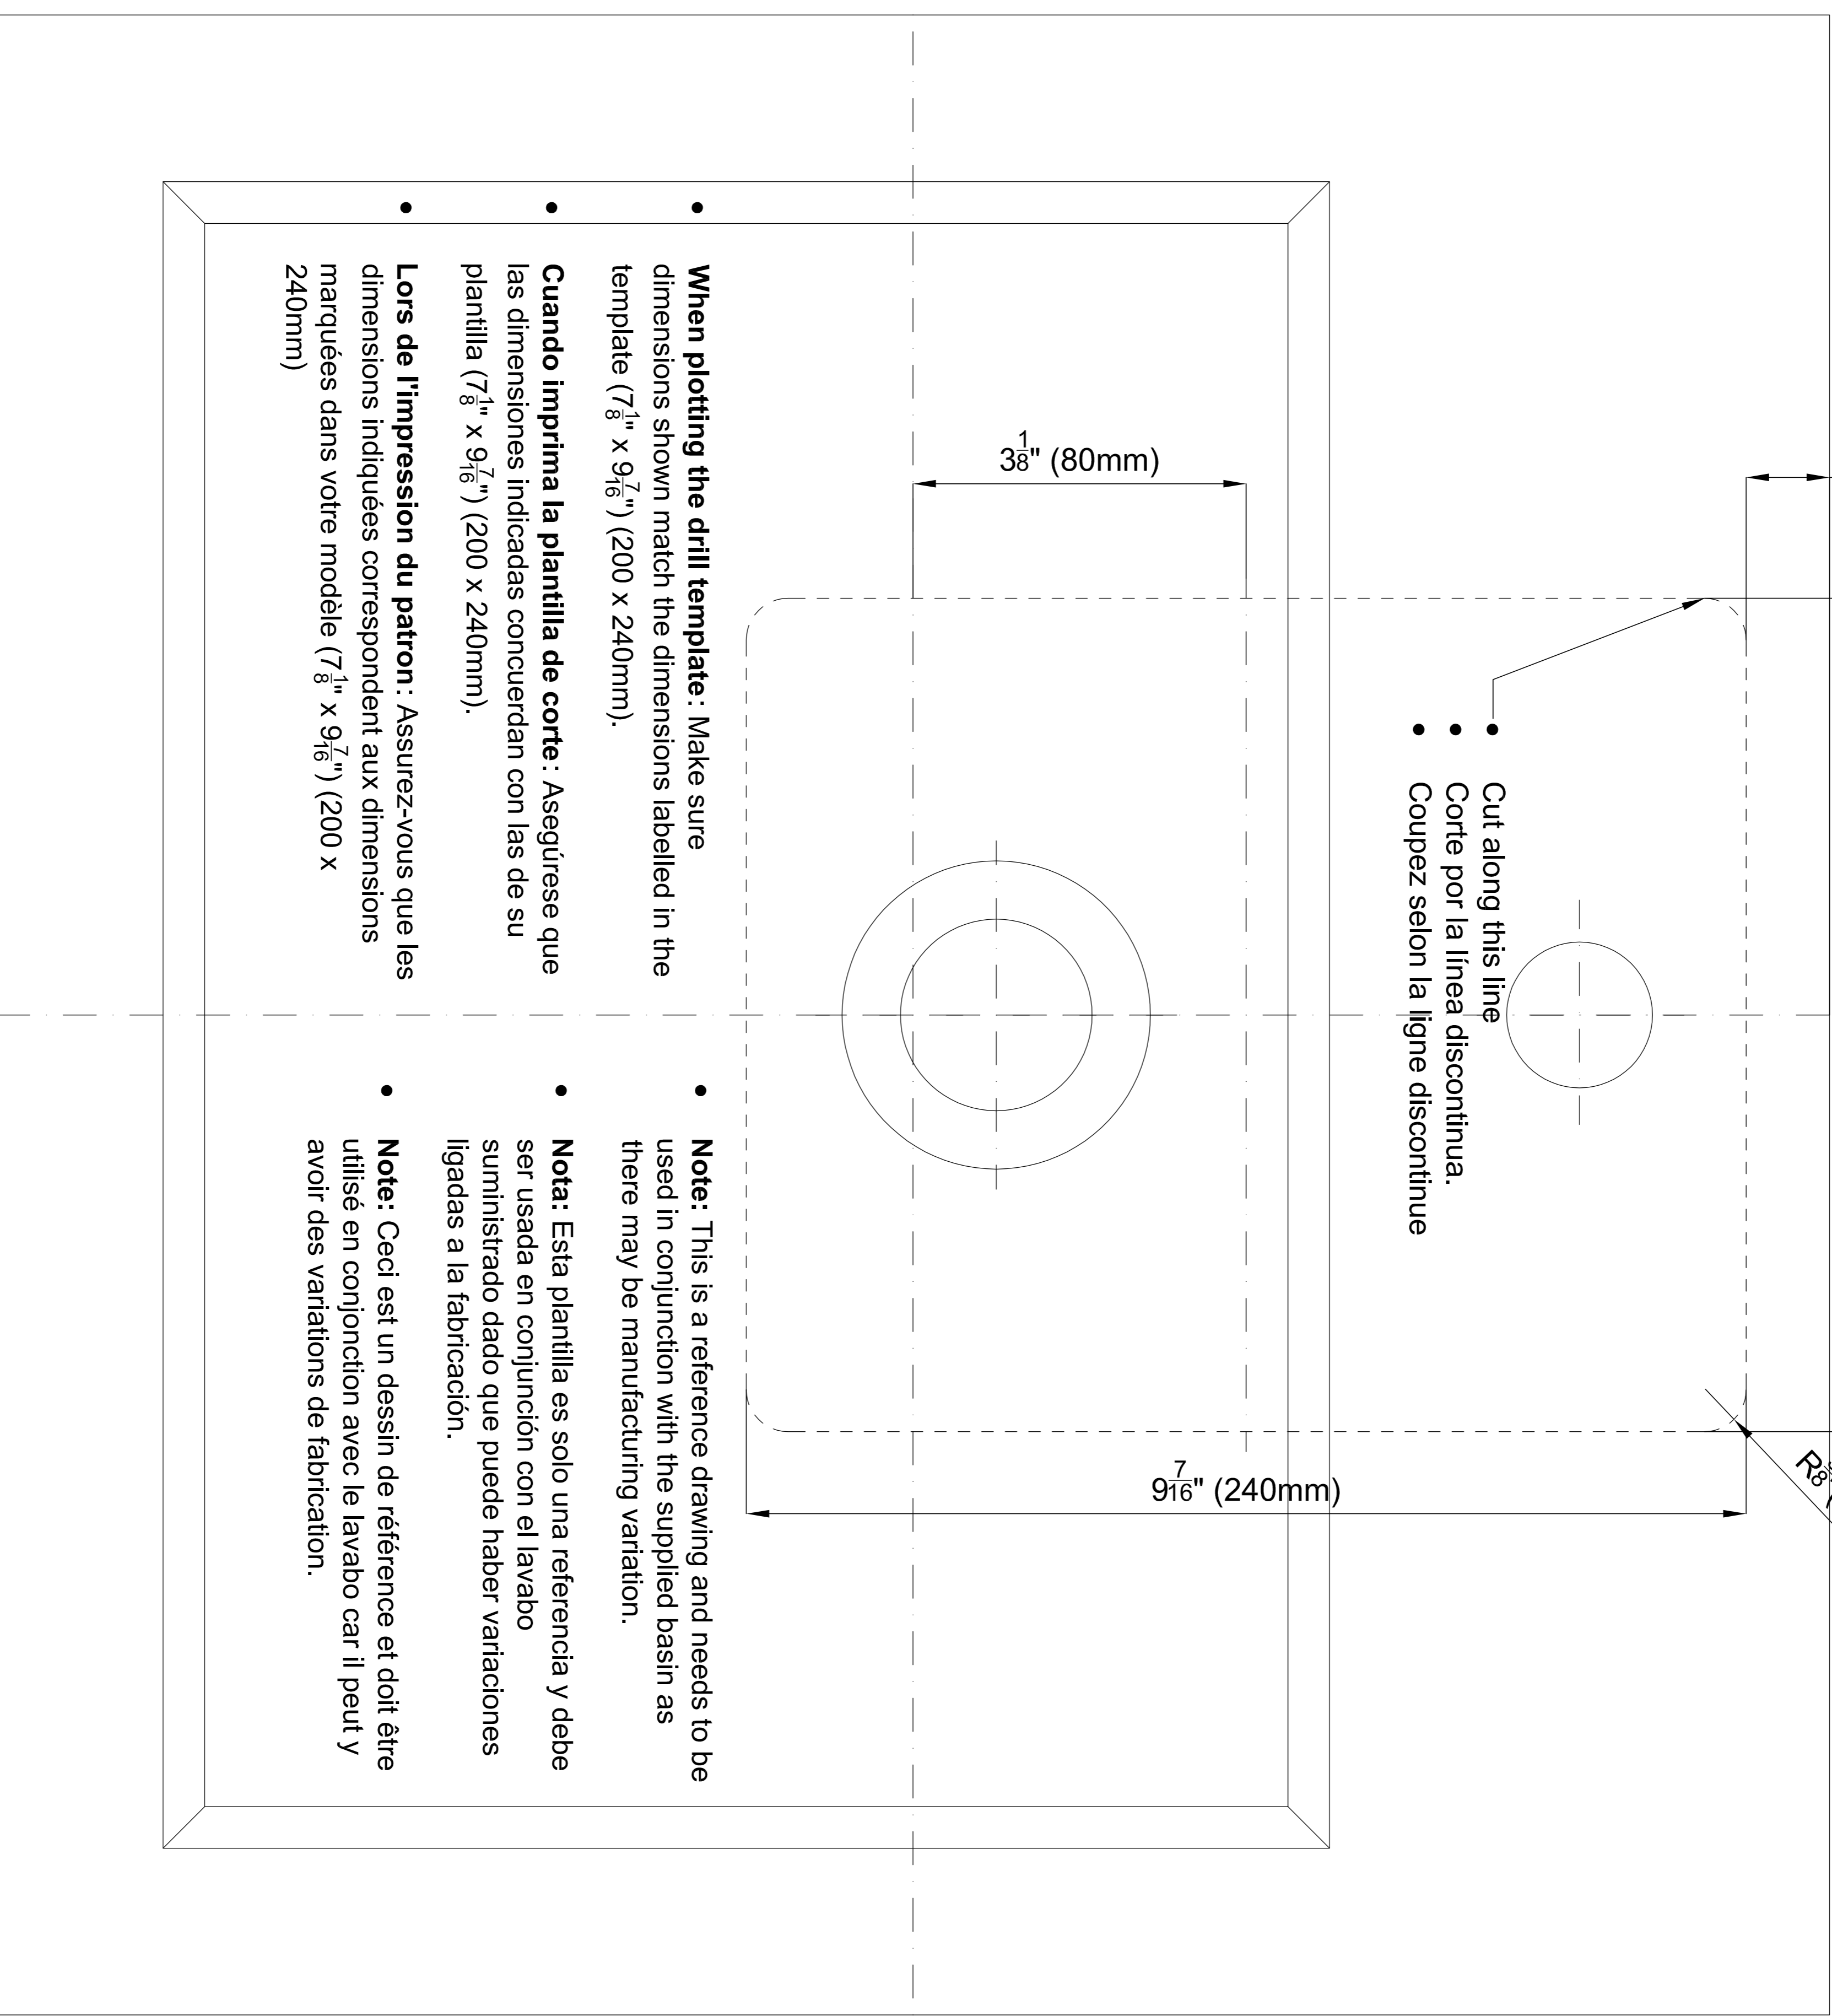 3 1/8" (80mm)
• Cut along this line
• Corte por la línea discontinua.
• Coupez selon la ligne discontinue
• When plotting the drill template: Make sure
dimensions shown match the dimensions labelled in the
template (7 1/8" x 9 7/16") (200 x 240mm).
• Cuando imprima la plantilla de corte: Asegúrese que
las dimensiones indicadas concuerdan con las de su
plantilla (7 1/8" x 9 7/16") (200 x 240mm).
• Lors de l'impression du patron: Assurez-vous que les
dimensions indiquées correspondent aux dimensions
marquées dans votre modèle (7 1/8" x 9 7/16") (200 x
240mm)
• Note: This is a reference drawing and needs to be
used in conjunction with the supplied basin as
there may be manufacturing variation.
• Nota: Esta plantilla es solo una referencia y debe
ser usada en conjunción con el lavabo
suministrado dado que puede haber variaciones
ligadas a la fabricación.
• Note: Ceci est un dessin de référence et doit être
utilisé en conjonction avec le lavabo car il peut y
avoir des variations de fabrication.
9 7/16" (240mm)